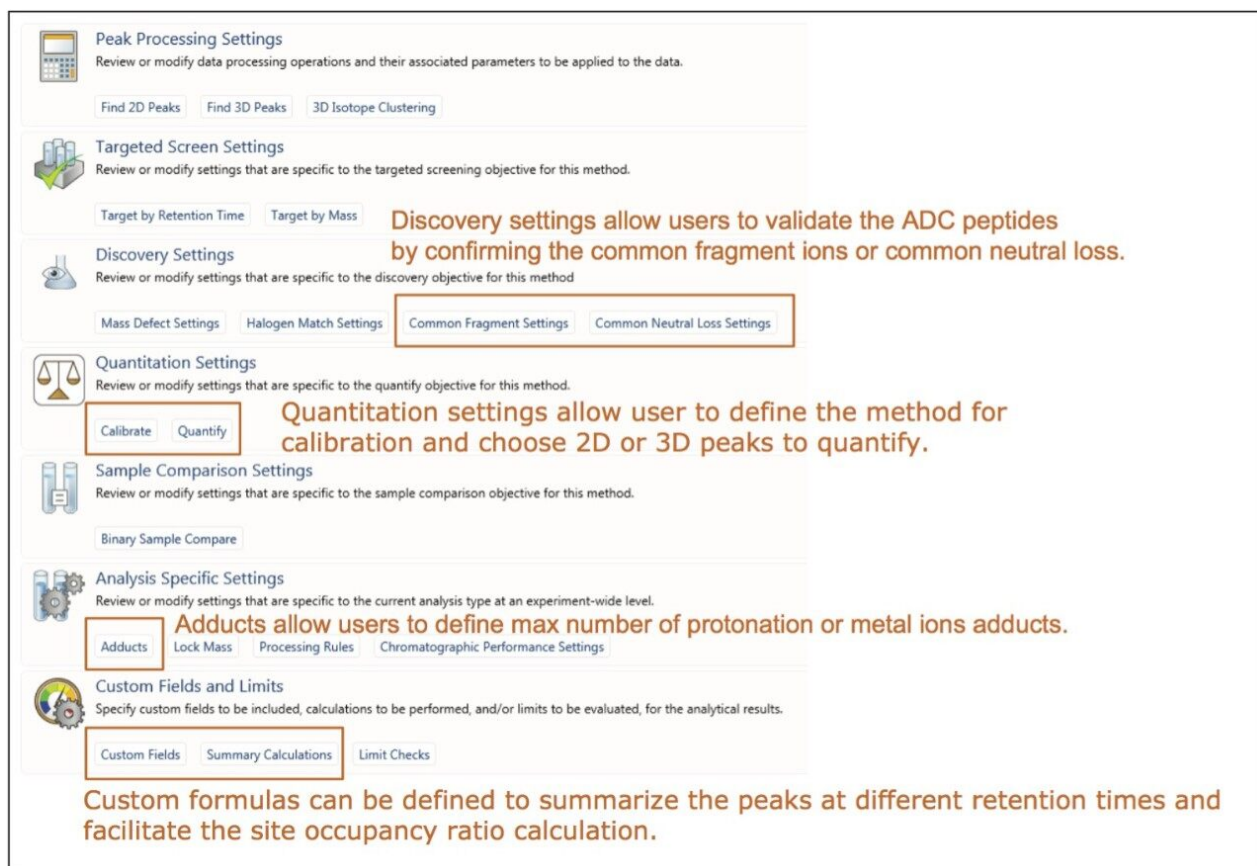 Peak Processing Settings
Review or modify data processing operations and their associated parameters to be applied to the data.
Find 2D Peaks Find 3D Peaks 3D Isotope Clustering
Targeted Screen Settings
Review or modify settings that are specific to the targeted screening objective for this method.
Target by Retention Time Target by Mass
Discovery settings allow users to validate the ADC peptides
by confirming the common fragment ions or common neutral loss.
Discovery Settings
Review or modify settings that are specific to the discovery objective for this method
Mass Defect Settings Halogen Match Settings Common Fragment Settings Common Neutral Loss Settings
Quantitation Settings
Review or modify settings that are specific to the quantify objective for this method.
Calibrate Quantify
Quantitation settings allow user to define the method for
calibration and choose 2D or 3D peaks to quantify.
Sample Comparison Settings
Review or modify settings that are specific to the sample comparison objective for this method.
Binary Sample Compare
Analysis Specific Settings
Review or modify settings that are specific to the current analysis type at an experiment-wide level.
Adducts allow users to define max number of protonation or metal ions adducts.
Adducts Lock Mass Processing Rules Chromatographic Performance Settings
Custom Fields and Limits
Specify custom fields to be included, calculations to be performed, and/or limits to be evaluated, for the analytical results.
Custom Fields Summary Calculations Limit Checks
Custom formulas can be defined to summarize the peaks at different retention times and
facilitate the site occupancy ratio calculation.